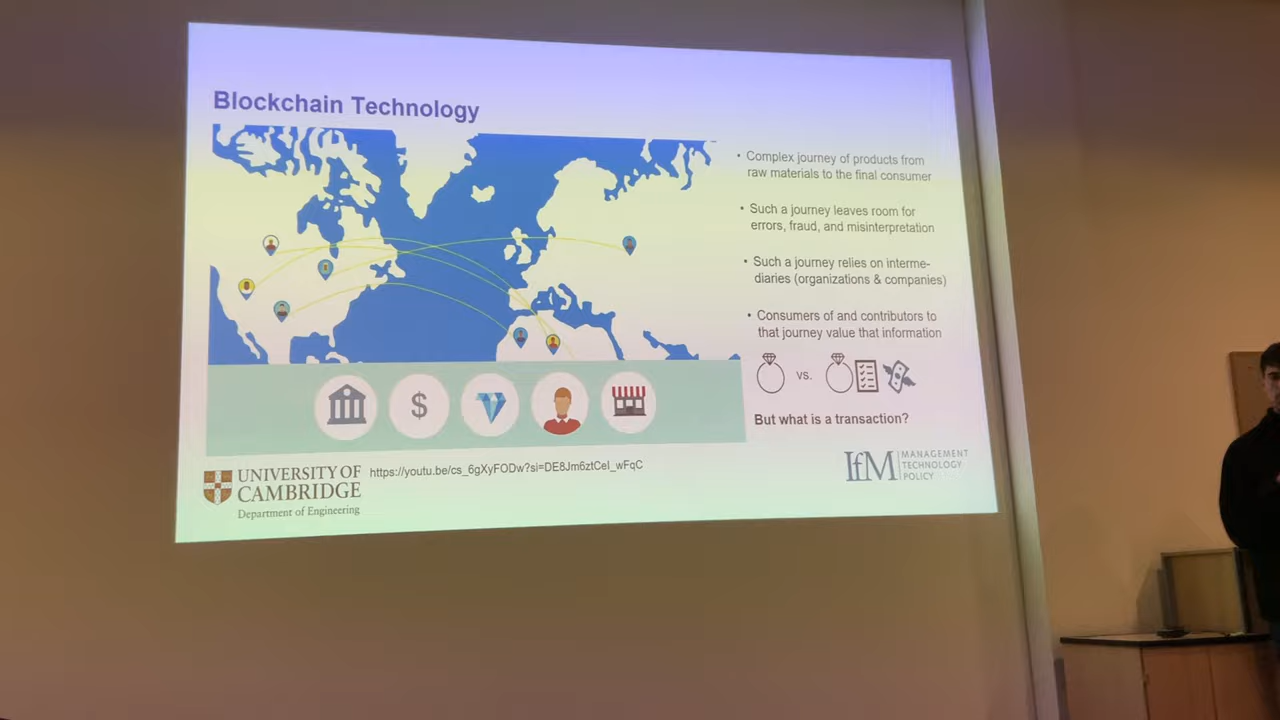 Blockchain Technology
• Complex journey of products from
raw materials to the final consumer
• Such a journey leaves room for
errors, fraud, and misinterpretation
• Such a journey relies on interme-
diaries (organizations & companies)
• Consumers of and contributors to
that journey value that information
vs.
But what is a transaction?
$
UNIVERSITY OF
CAMBRIDGE
Department of Engineering
https://youtu.be/cs_6gXyFODw?si=DE8Jm6ztCeI_wFqC
IfM
MANAGEMENT
TECHNOLOGY
POLICY